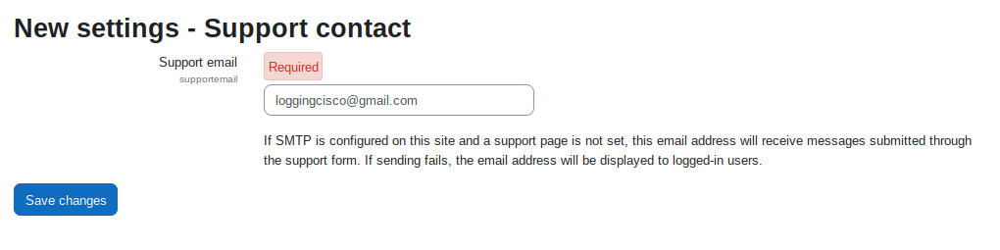 New settings - Support contact
Support email
supportemail
Required
loggingcisco@gmail.com
If SMTP is configured on this site and a support page is not set, this email address will receive messages submitted through
the support form. If sending fails, the email address will be displayed to logged-in users.
Save changes